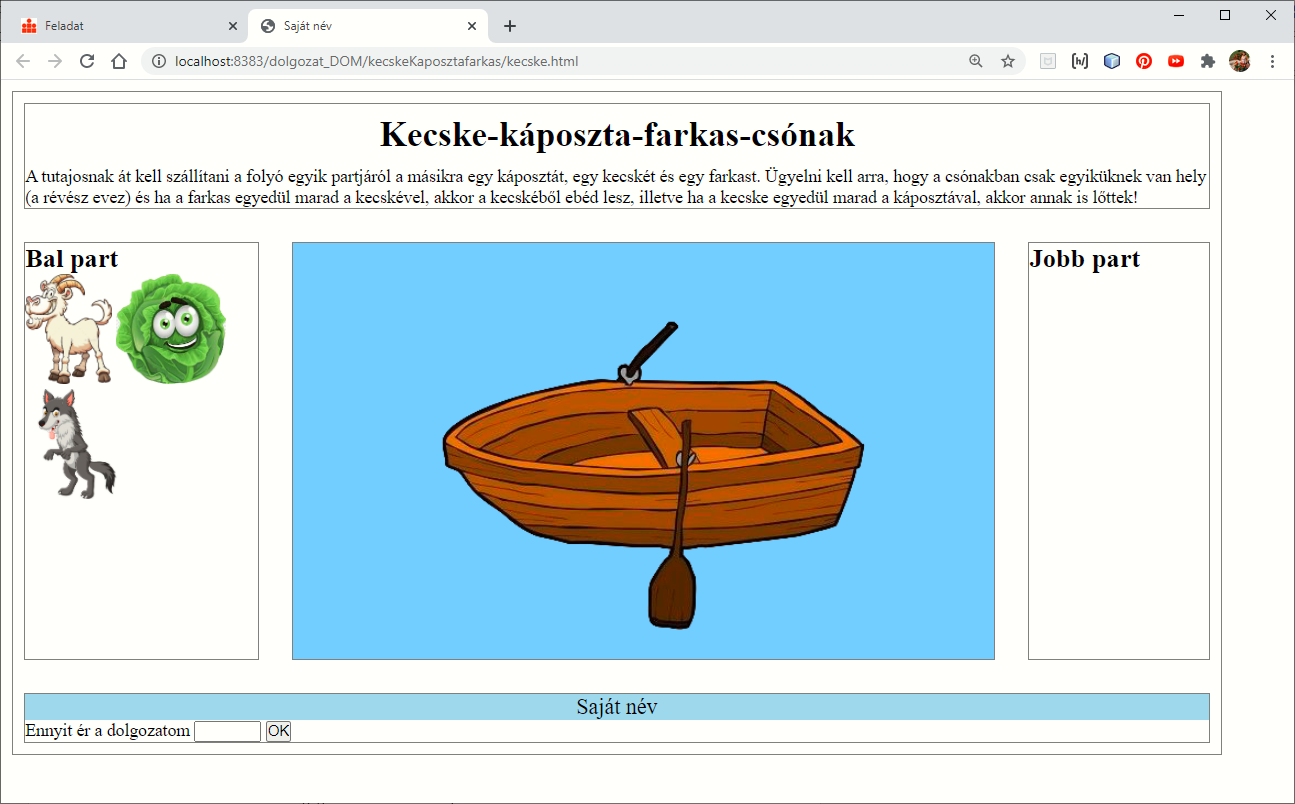 Feladat
Saját név
localhost:8383/dolgozat_DOM/kecskeKaposztafarkas/kecske.html
Kecske-káposzta-farkas-csónak
A tutajosnak át kell szállítani a folyó egyik partjáról a másikra egy káposztát, egy kecskét és egy farkast. Ügyelni kell arra, hogy a csónakban csak egyiküknek van hely
(a révész evez) és ha a farkas egyedül marad a kecskével, akkor a kecskéből ebéd lesz, illetve ha a kecske egyedül marad a káposztával, akkor annak is lőttek!
Bal part
Jobb part
Saját név
Ennyit ér a dolgozatom
OK